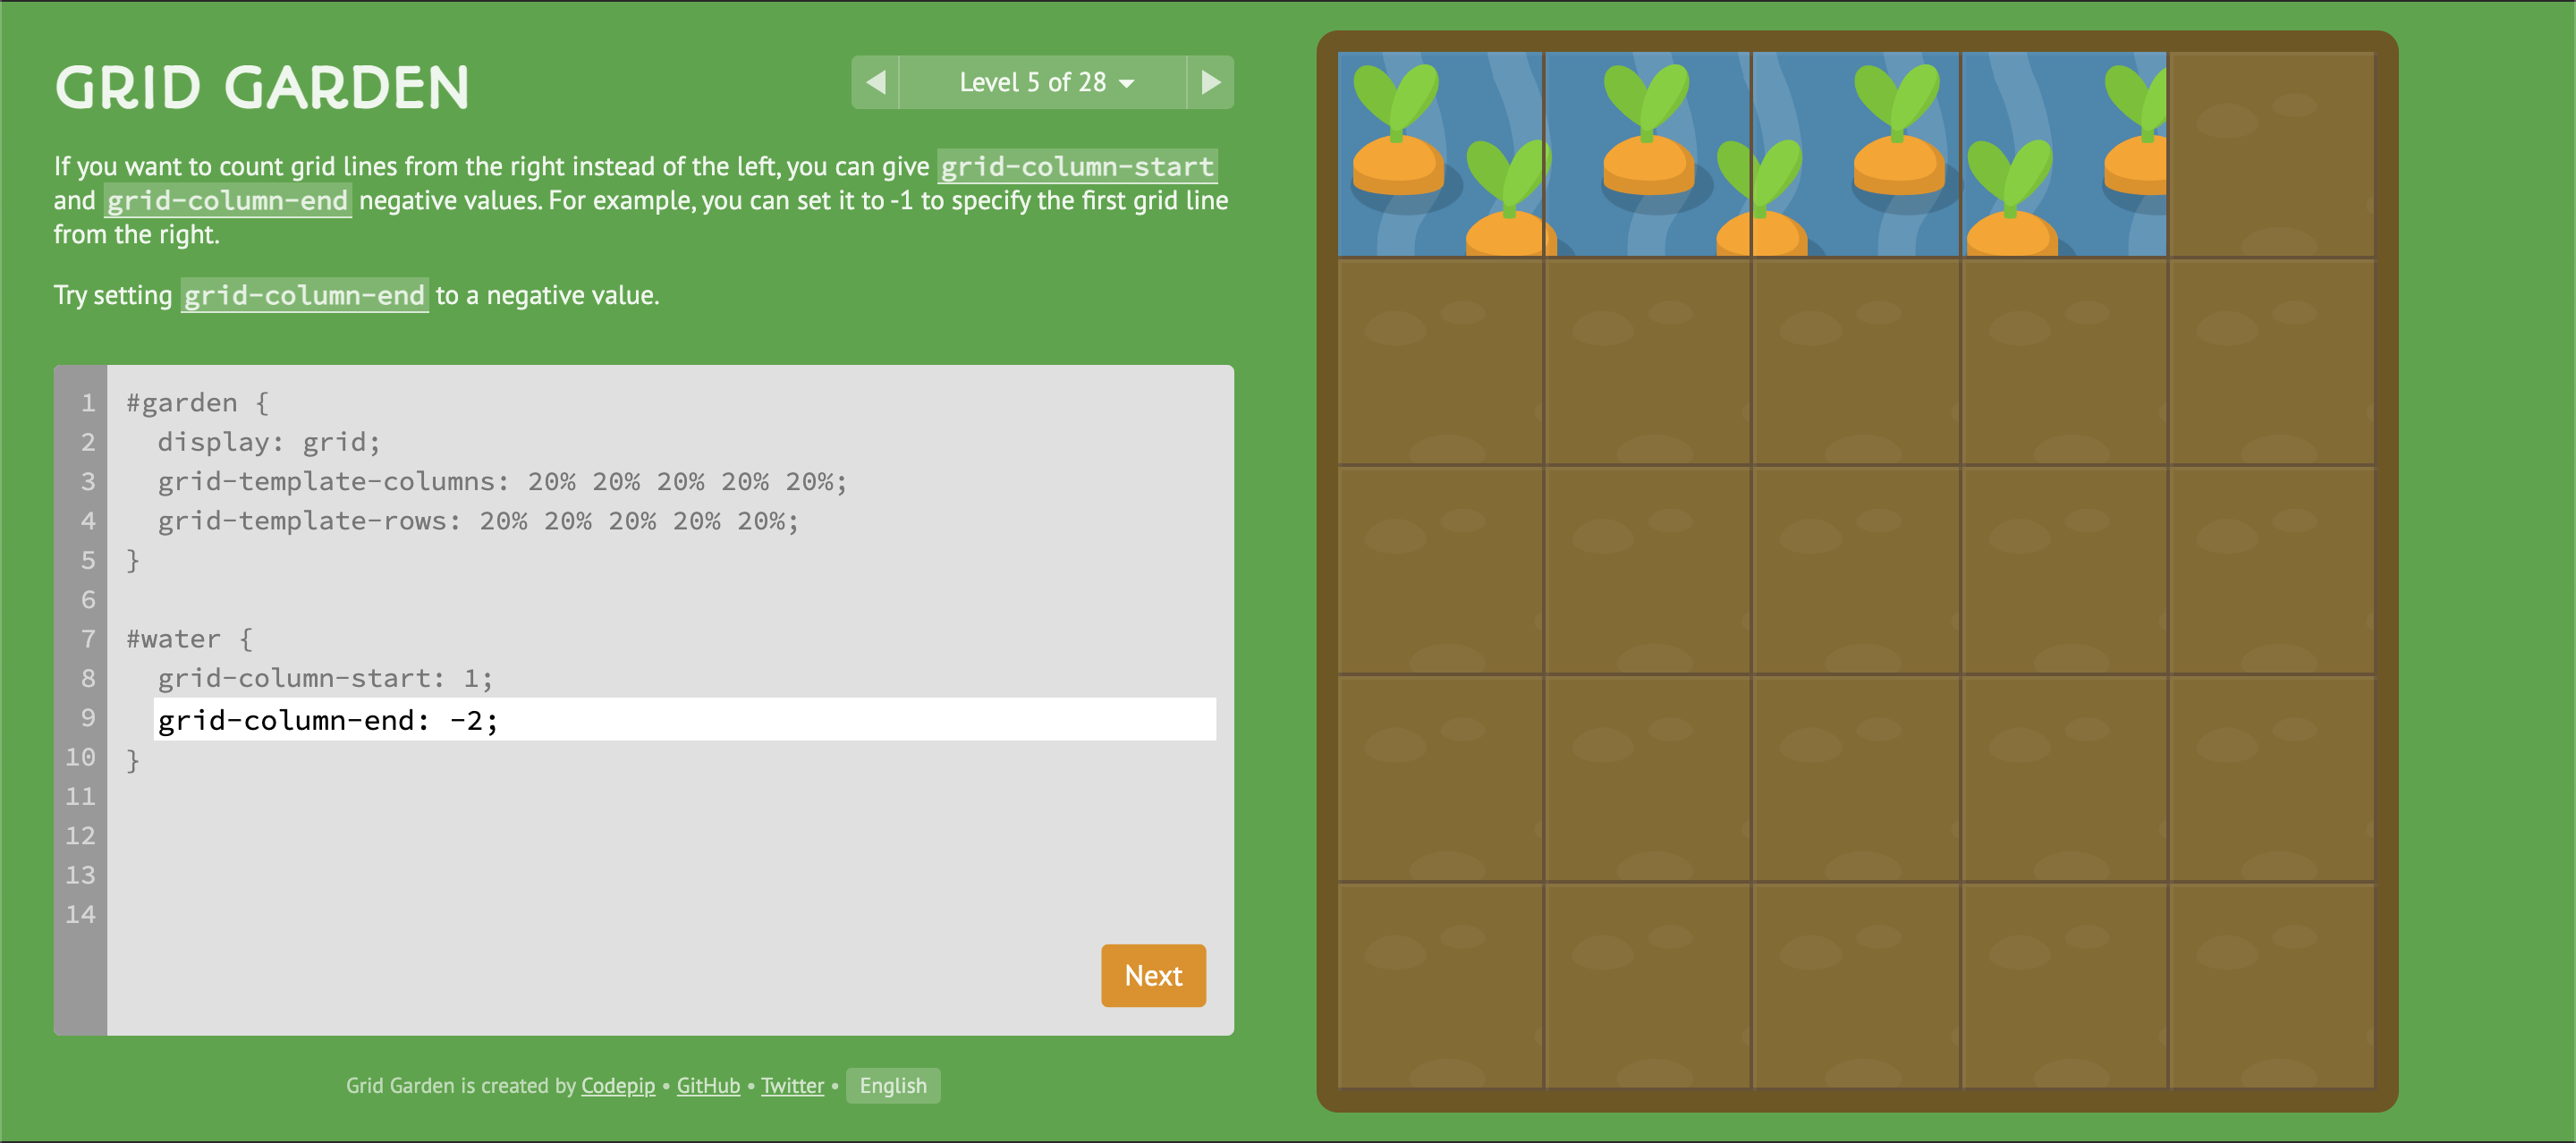 GRID GARDEN
Level 5 of 28
If you want to count grid lines from the right instead of the left, you can give grid-column-start
and grid-column-end negative values. For example, you can set it to -1 to specify the first grid line
from the right.
Try setting grid-column-end to a negative value.
1 #garden {
2 display: grid;
3 grid-template-columns: 20% 20% 20% 20% 20%;
4 grid-template-rows: 20% 20% 20% 20% 20%;
5 }
6
7 #water {
8 grid-column-start: 1;
9 grid-column-end: -2;
10 }
11
12
13
14
Next
Grid Garden is created by Codepip • GitHub • Twitter • English